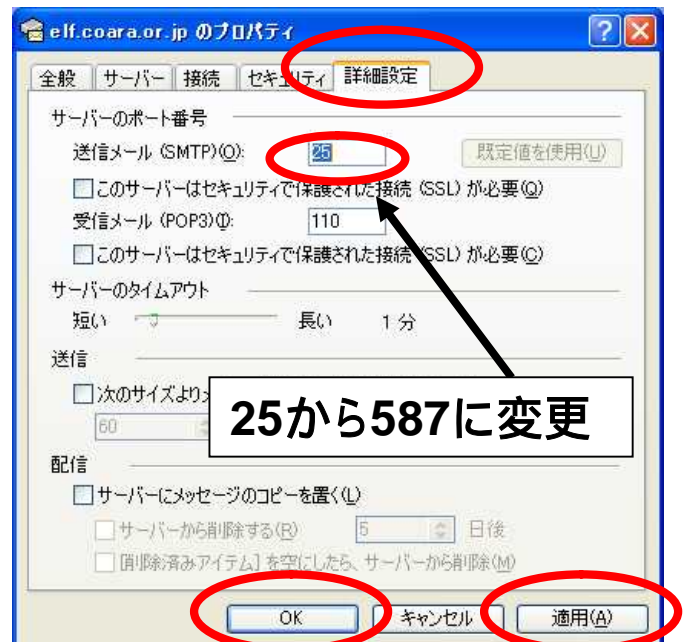 elf.coara.or.jp のプロパティ
全般 サーバー 接続 セキュリティ 詳細設定
サーバーのポート番号
送信メール (SMTP)(O): 25 既定値を使用(U)
このサーバーはセキュリティで保護された接続 (SSL) が必要(Q)
受信メール (POP3)(I): 110
このサーバーはセキュリティで保護された接続 (SSL) が必要(C)
サーバーのタイムアウト
短い 長い 1 分
送信
次のサイズより
60
25から587に変更
配信
サーバーにメッセージのコピーを置く(L)
サーバーから削除する(R) 5 日後
[削除済みアイテム] を空にしたら、サーバーから削除(M)
OK キャンセル 適用(A)